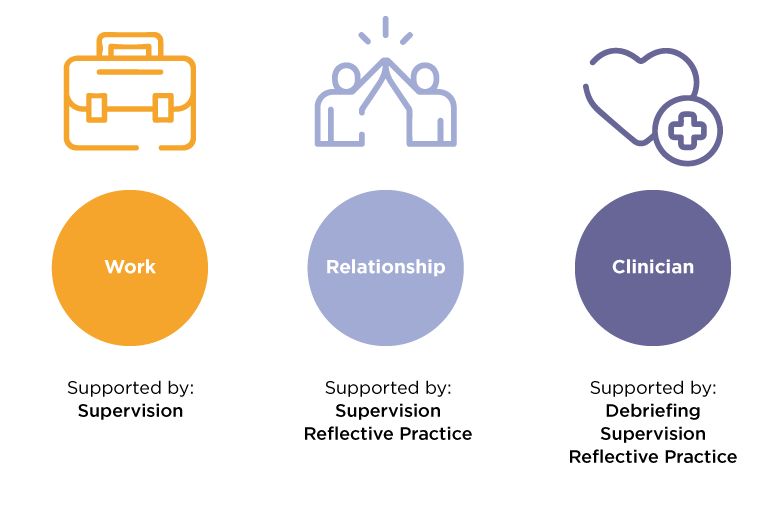 Work
Relationship
Clinician
Supported by:
Supervision
Supported by:
Supervision
Reflective Practice
Supported by:
Debriefing
Supervision
Reflective Practice